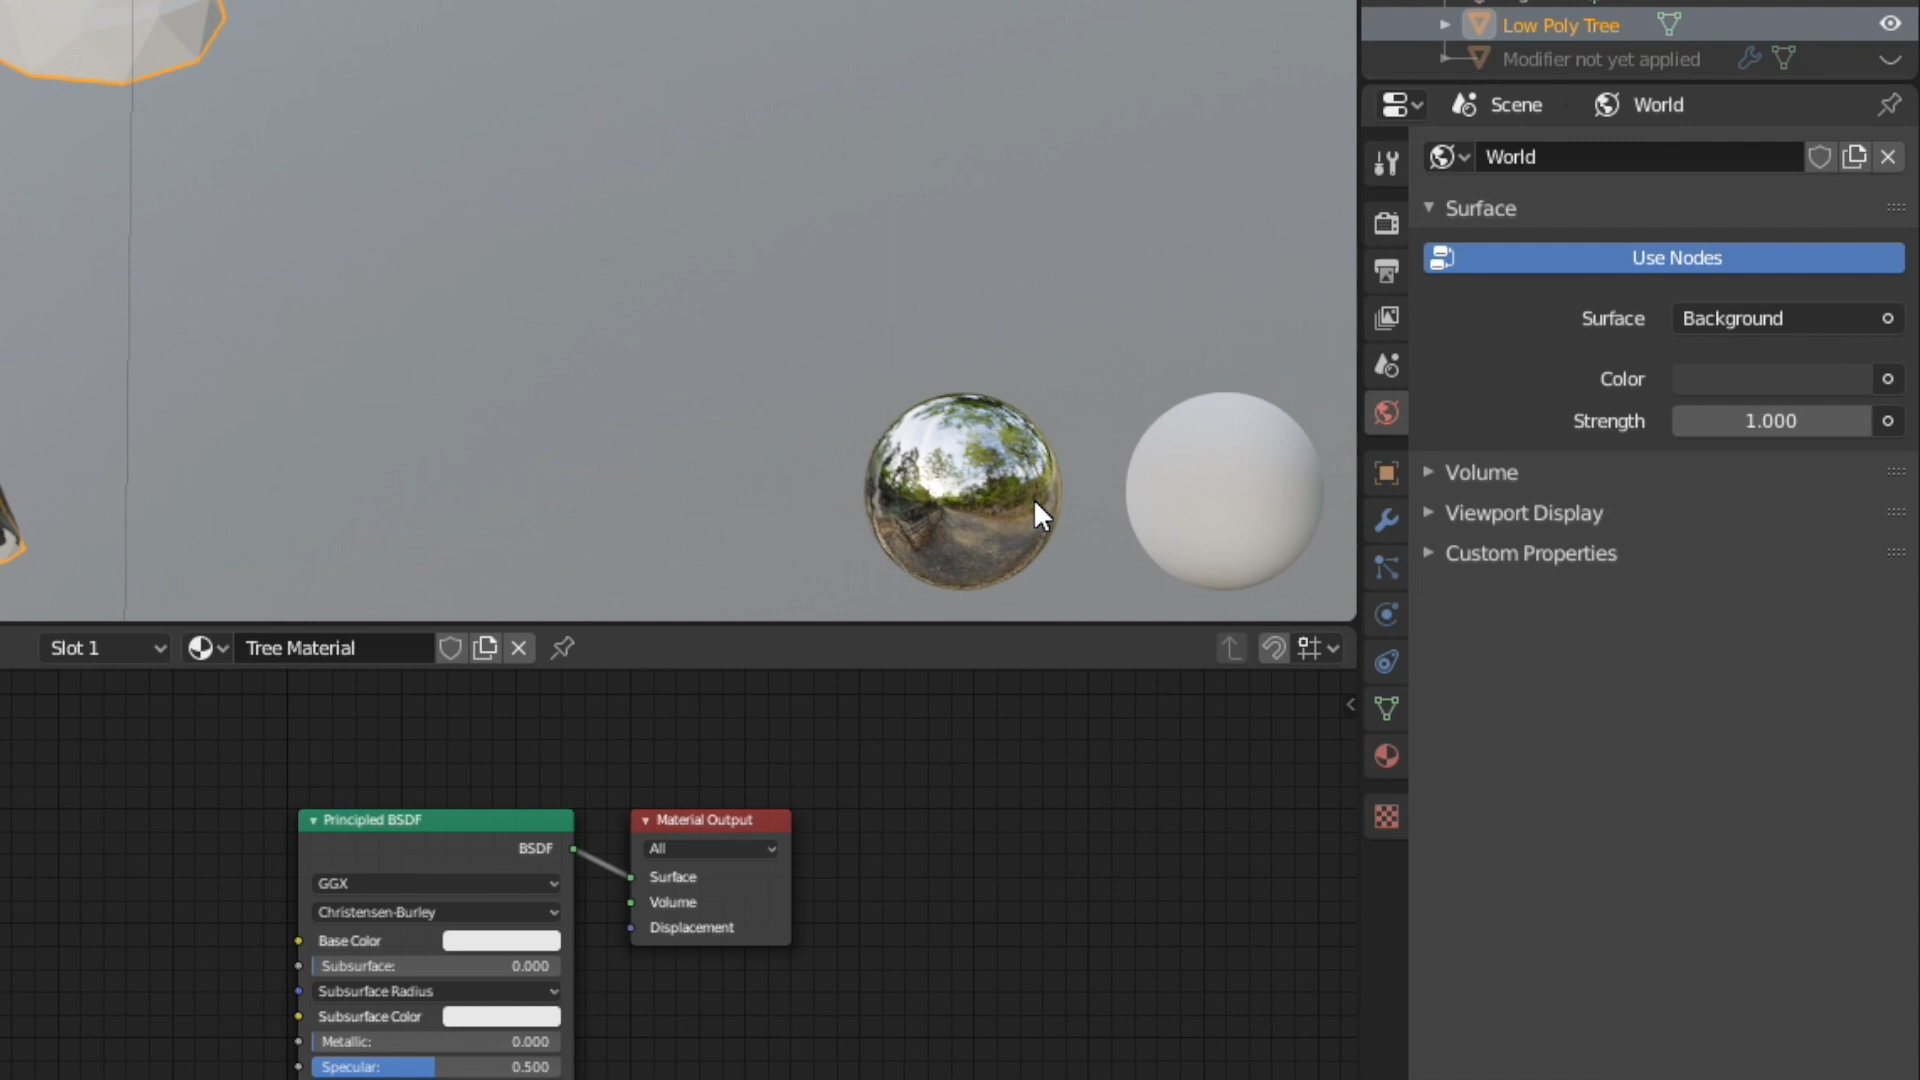 Low Poly Tree
Modifier not yet applied
Scene
World
World
Surface
Use Nodes
Surface
Background
Color
Strength
1.000
Volume
Viewport Display
Custom Properties
Slot 1
Tree Material
Principled BSDF
BSDF
GGX
Christensen-Burley
Base Color
Subsurface: 0.000
Subsurface Radius
Subsurface Color
Metallic: 0.000
Specular: 0.500
Material Output
All
Surface
Volume
Displacement